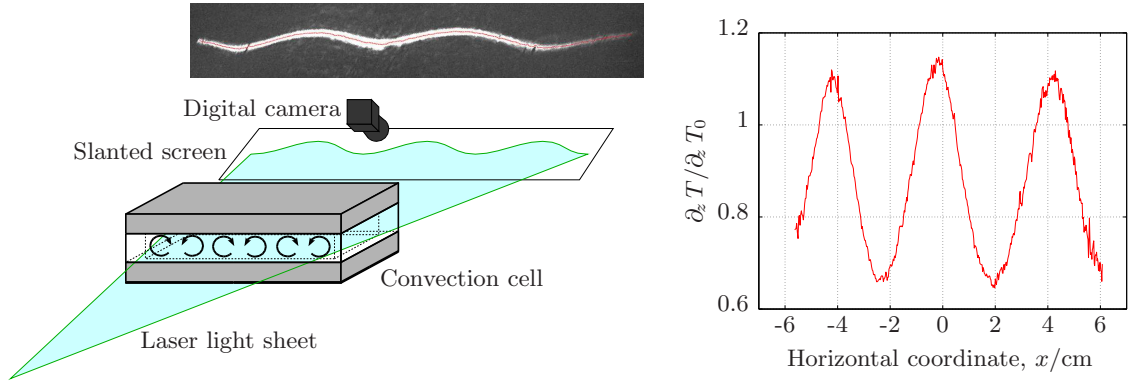 Digital camera
Slanted screen
Convection cell
Laser light sheet
1.2
1
0.8
0.6
∂z T/∂z T0
-6 -4 -2 0 2 4 6
Horizontal coordinate, x/cm